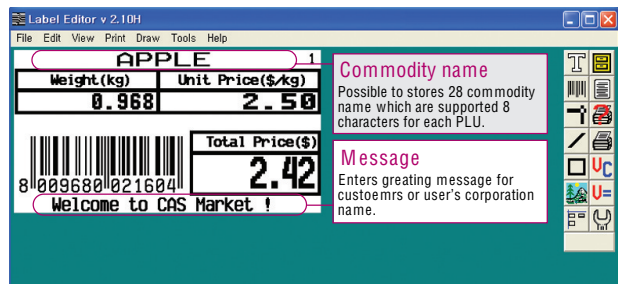 Label Editor v 2.10H
File Edit View Print Draw Tools Help
APPLE 1
Weight(kg) Unit Price($/kg)
0.968 2.50
Total Price($)
2.42
8 009680 021604
Welcome to CAS Market !
Commodity name
Possible to stores 28 commodity
name which are supported 8
characters for each PLU.
Message
Enters greating message for
custoemrs or user's corporation
name.
T
VC
V=